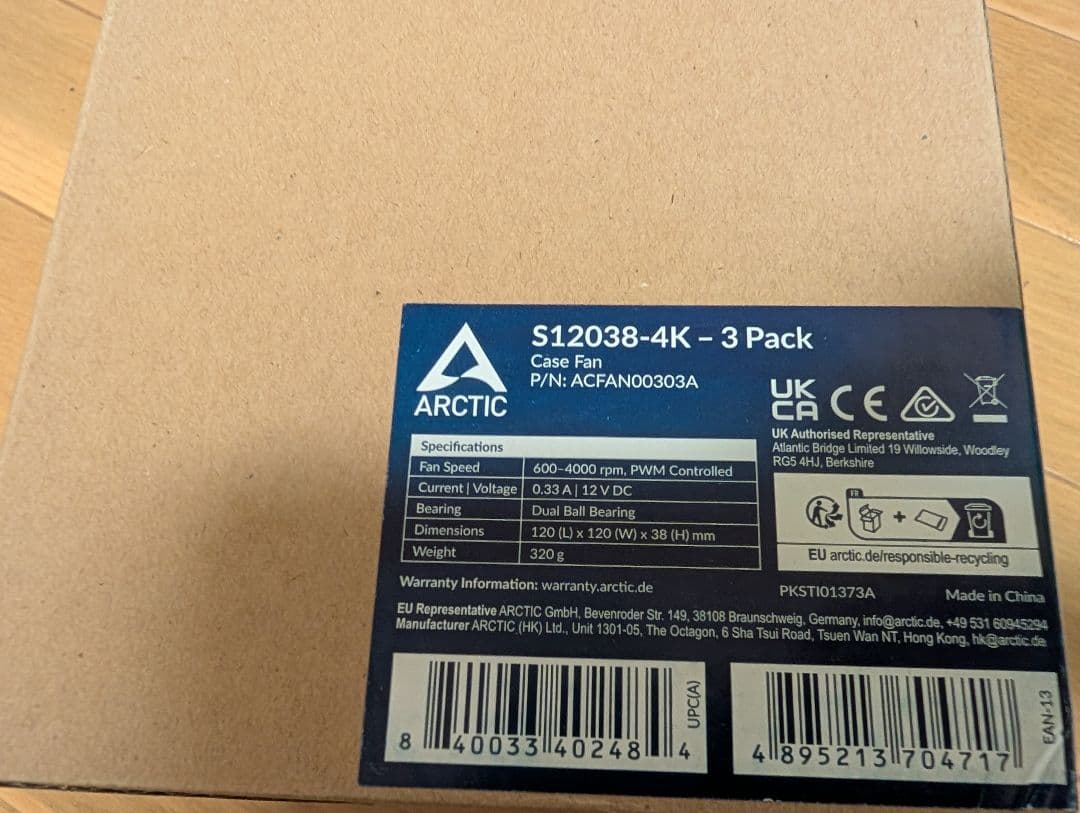 S12038-4K – 3 Pack
Case Fan
P/N: ACFAN00303A
ARCTIC
UK
CA
CE
UK Authorised Representative
Atlantic Bridge Limited 19 Willowside, Woodley
RG5 4HJ, Berkshire
Specifications
Fan Speed 600–4000 rpm, PWM Controlled
Current | Voltage 0.33 A | 12 V DC
Bearing Dual Ball Bearing
Dimensions 120 (L) x 120 (W) x 38 (H) mm
Weight 320 g
FR
+
EU arctic.de/responsible-recycling
Warranty Information: warranty.arctic.de
PKSTI01373A Made in China
EU Representative ARCTIC GmbH, Bevenroder Str. 149, 38108 Braunschweig, Germany, info@arctic.de, +49 531 60945294
Manufacturer ARCTIC (HK) Ltd., Unit 1301-05, The Octagon, 6 Sha Tsui Road, Tsuen Wan NT, Hong Kong, hk@arctic.de
UPC(A)
8 40033 40248 4
EAN-13
4 895213 704717